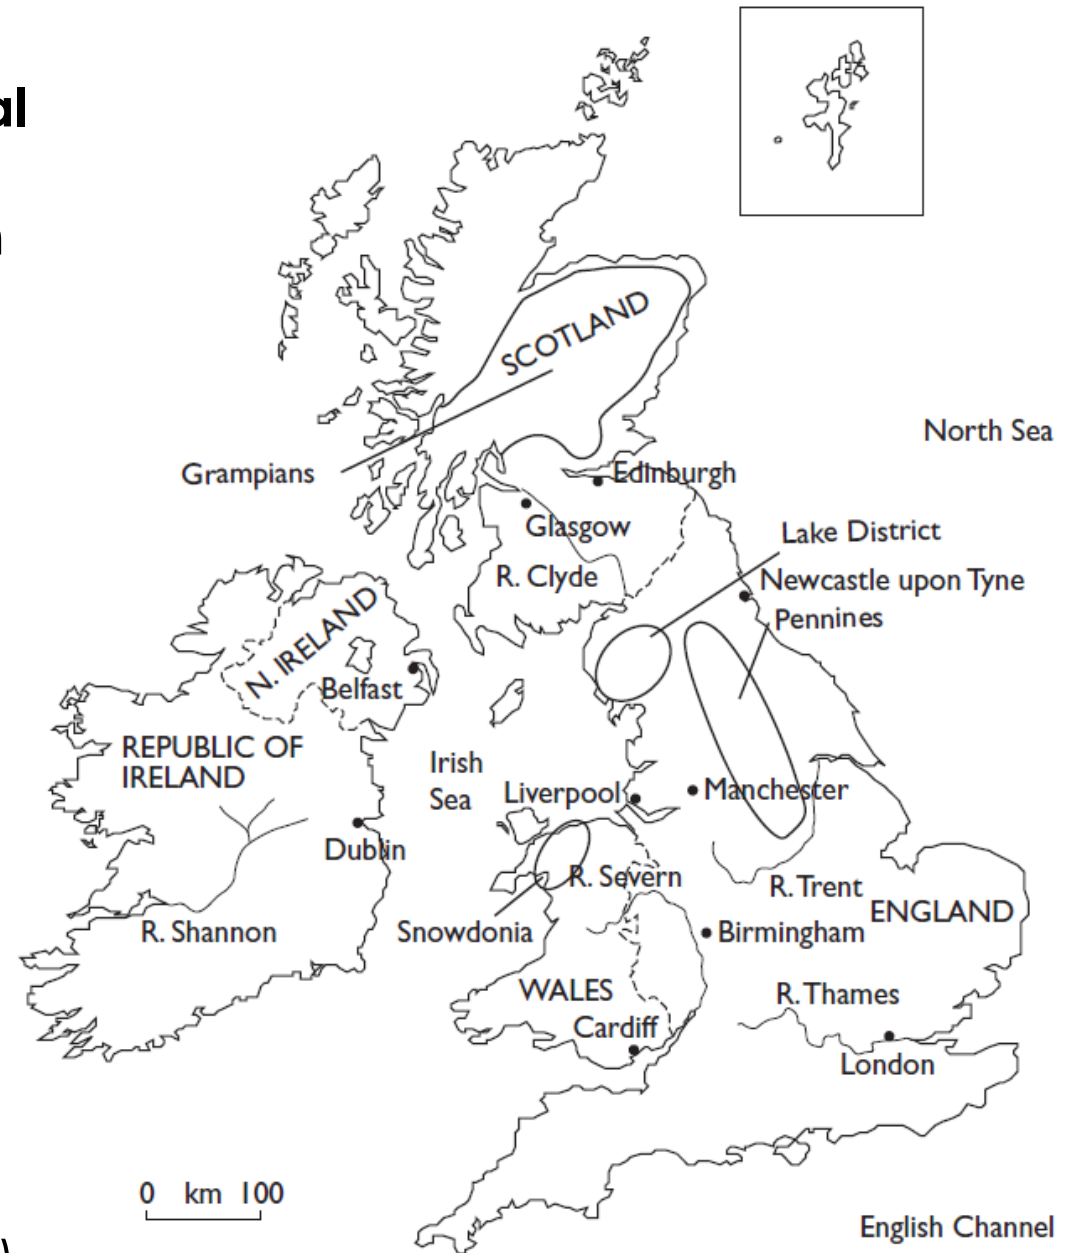 al
SCOTLAND
North Sea
Grampians
Edinburgh
Glasgow
Lake District
R. Clyde
Newcastle upon Tyne
Pennines
N. IRELAND
Belfast
REPUBLIC OF
IRELAND
Irish
Sea
Liverpool
Manchester
Dublin
R. Severn
R. Trent
ENGLAND
R. Shannon
Snowdonia
Birmingham
WALES
R. Thames
Cardiff
London
0 km 100
English Channel